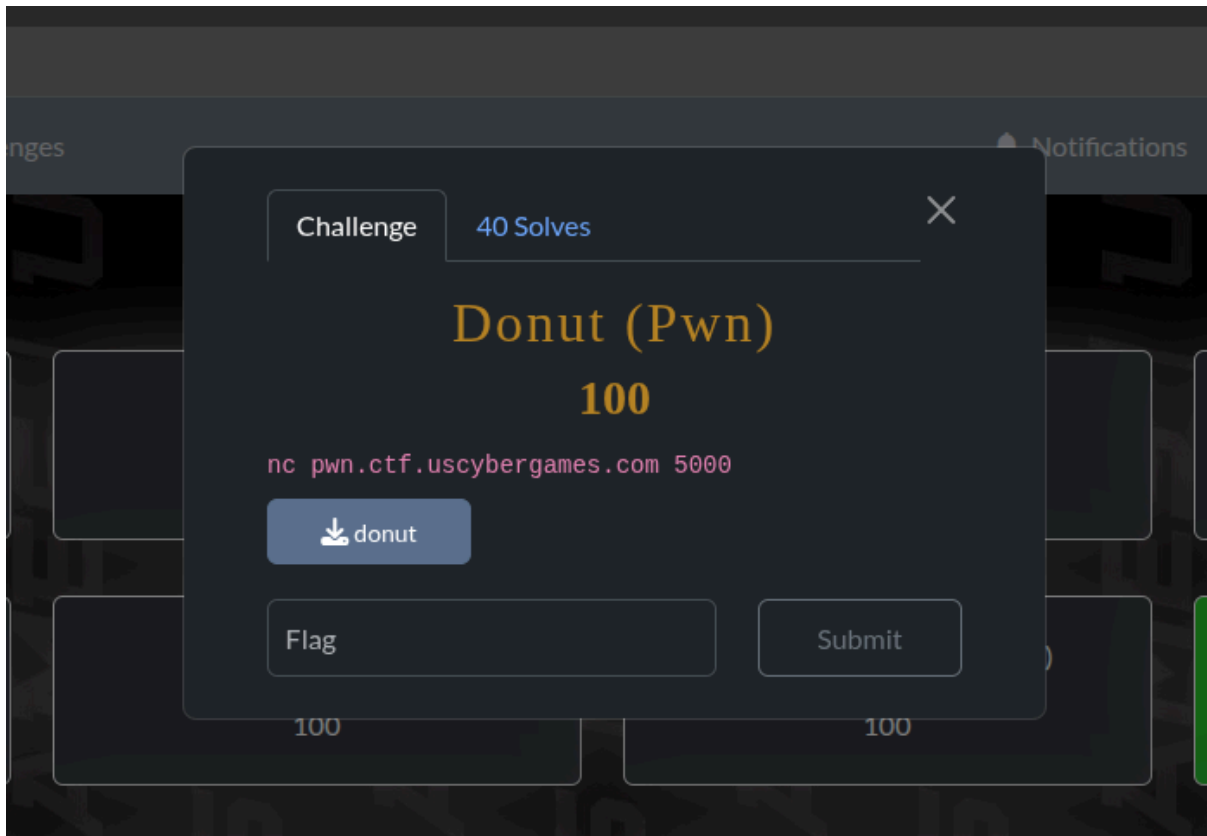 enges
Notifications
Challenge
40 Solves
Donut (Pwn)
100
nc pwn.ctf.uscybergames.com 5000
donut
Flag
Submit
)
100
100